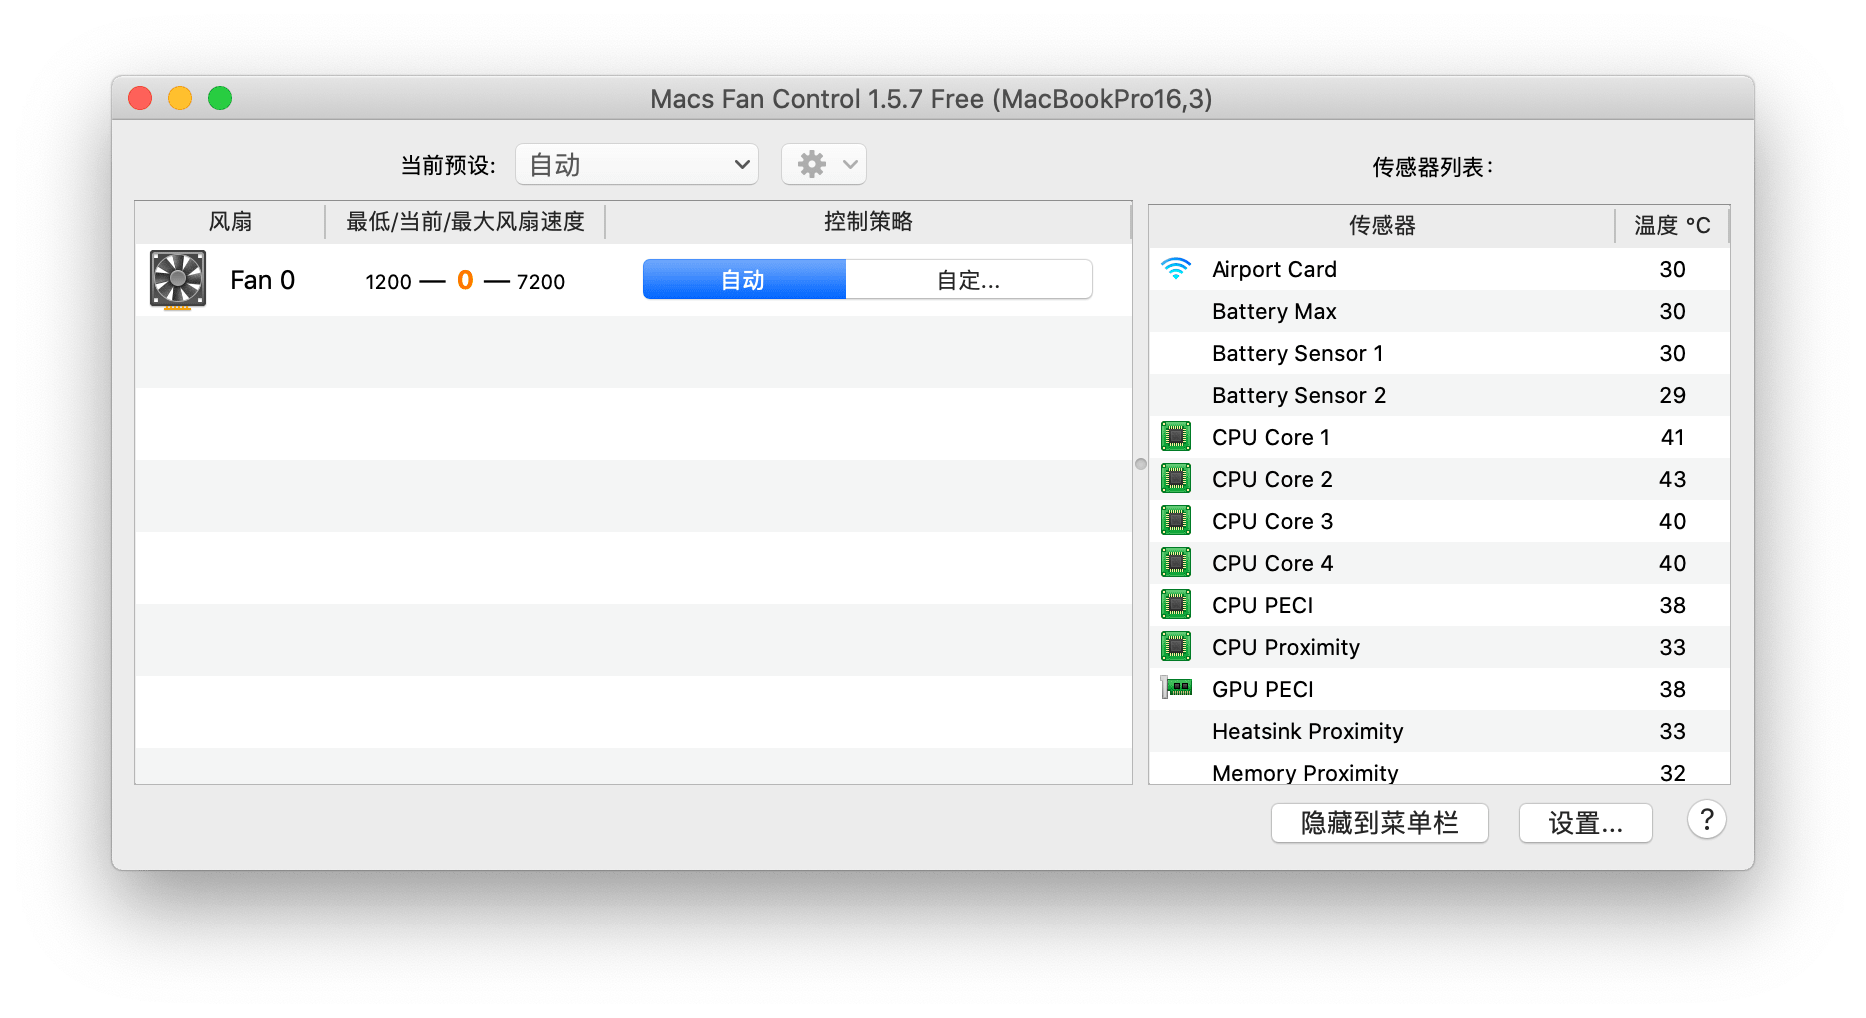 Macs Fan Control 1.5.7 Free (MacBookPro16,3)
当前预设: 自动
传感器列表:
风扇 最低/当前/最大风扇速度 控制策略
Fan 0 1200 — 0 — 7200 自动 自定...
传感器 温度 °C
Airport Card 30
Battery Max 30
Battery Sensor 1 30
Battery Sensor 2 29
CPU Core 1 41
CPU Core 2 43
CPU Core 3 40
CPU Core 4 40
CPU PECI 38
CPU Proximity 33
GPU PECI 38
Heatsink Proximity 33
Memory Proximity 32
隐藏到菜单栏 设置... ?